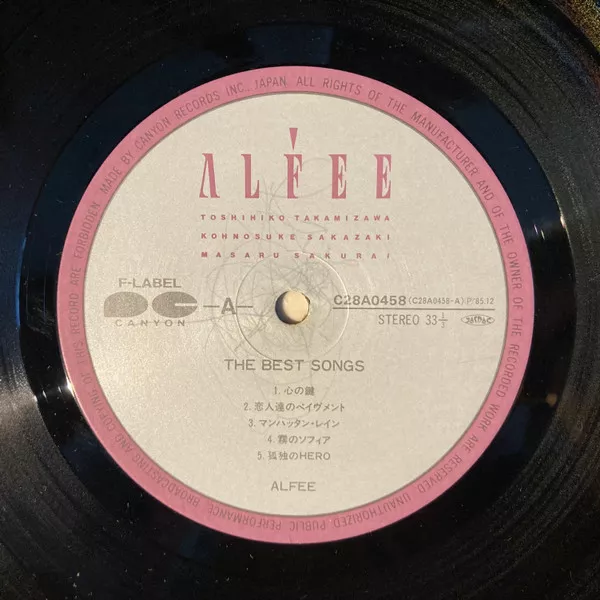 MADE BY CANYON RECORDS INC., JAPAN. ALL RIGHTS OF THE MANUFACTURER AND OF THE OWNER OF THE RECORDED WORK ARE RESERVED. UNAUTHORIZED PUBLIC PERFORMANCE BROADCASTING AND COPYING OF THIS RECORD ARE FORBIDDEN.
ALFEE
TOSHIHIKO TAKAMIZAWA
KOHNOSUKE SAKAZAKI
MASARU SAKURAI
F-LABEL
CANYON
—A—
C28A0458 (C28A0458-A) P'85.12
STEREO 33⅓
THE BEST SONGS
1. 心の鍵
2. 恋人達のペイヴメント
3. マンハッタン・レイン
4. 霧のソフィア
5. 孤独のHERO
ALFEE